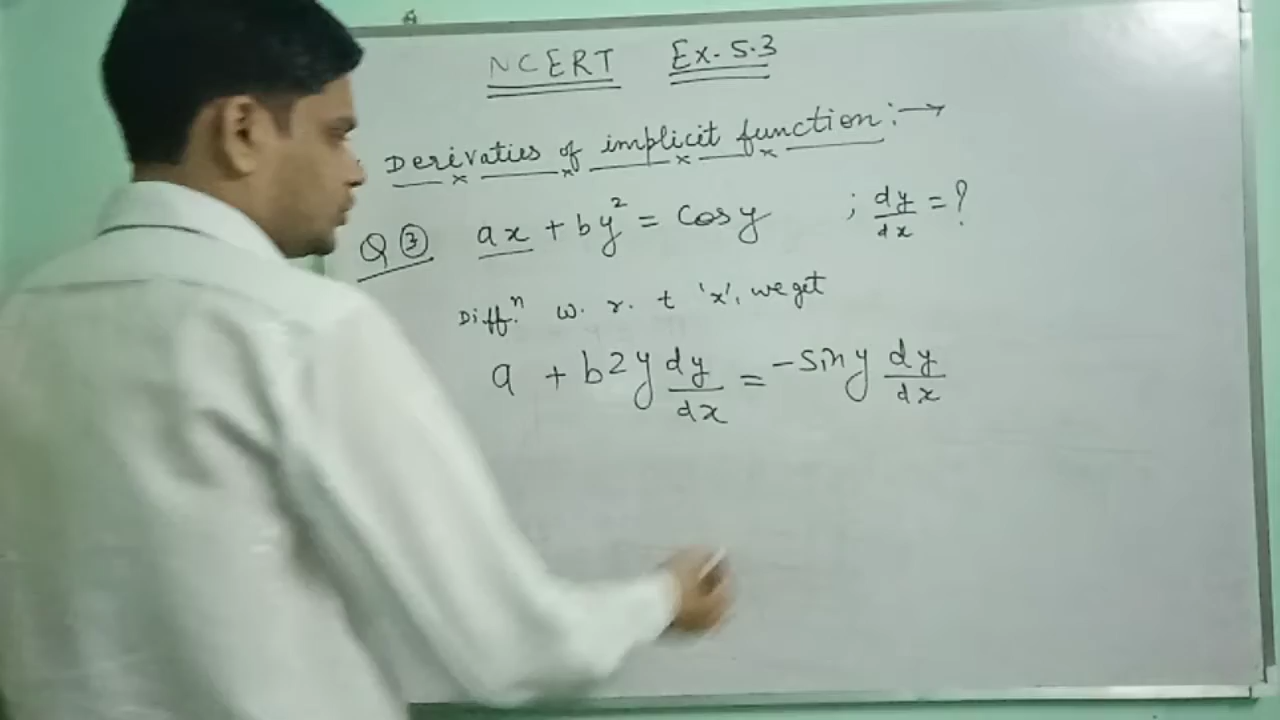 NCERT Ex. 5.3
Derivaties of implicit function :→
Q ③ ax + by² = Cosy ; dy/dx = ?
Diff.ⁿ w. r. t 'x', we get
a + b2y dy/dx = -Siny dy/dx